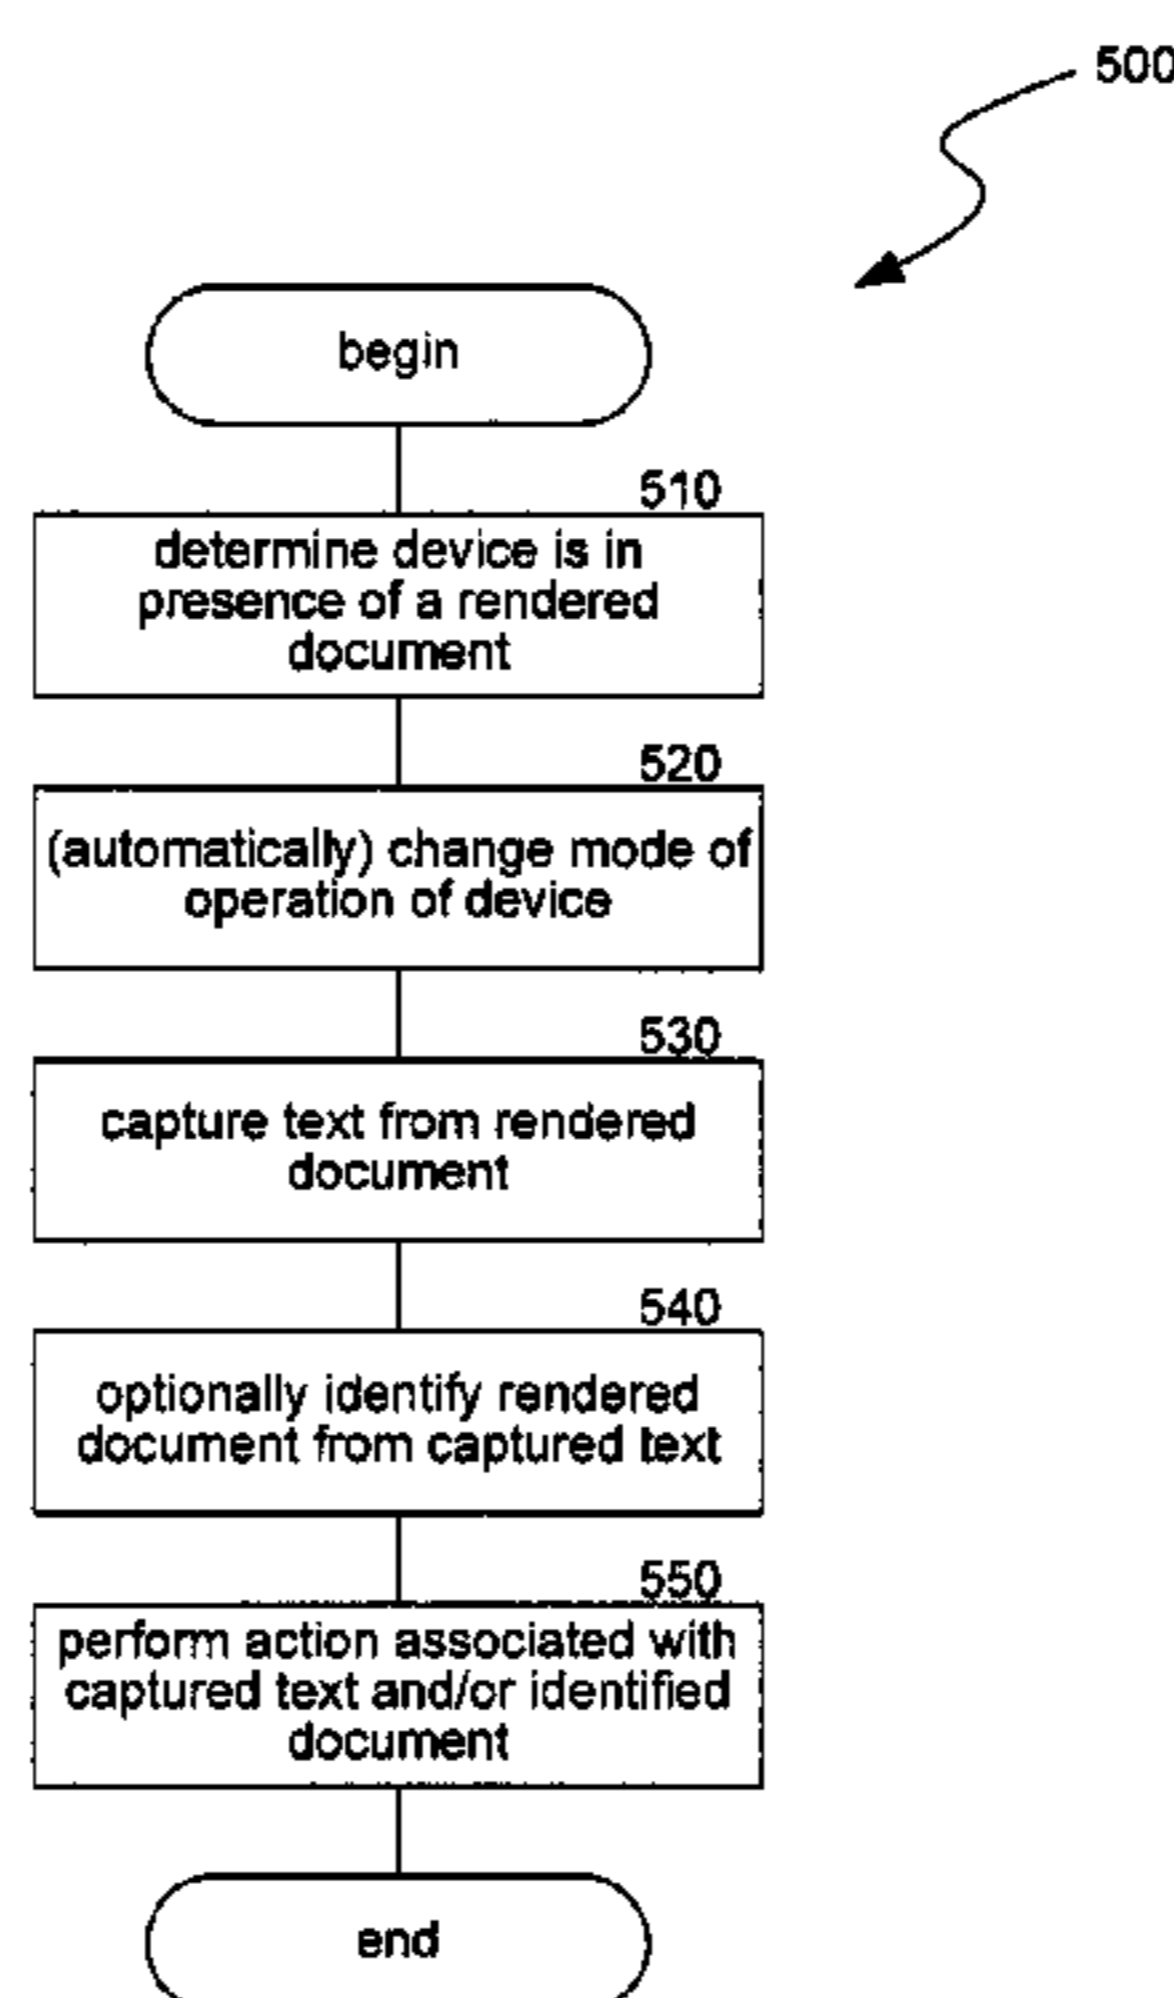 500
begin
510
determine device is in
presence of a rendered
document
520
(automatically) change mode of
operation of device
530
capture text from rendered
document
540
optionally identify rendered
document from captured text
550
perform action associated with
captured text and/or identified
document
end